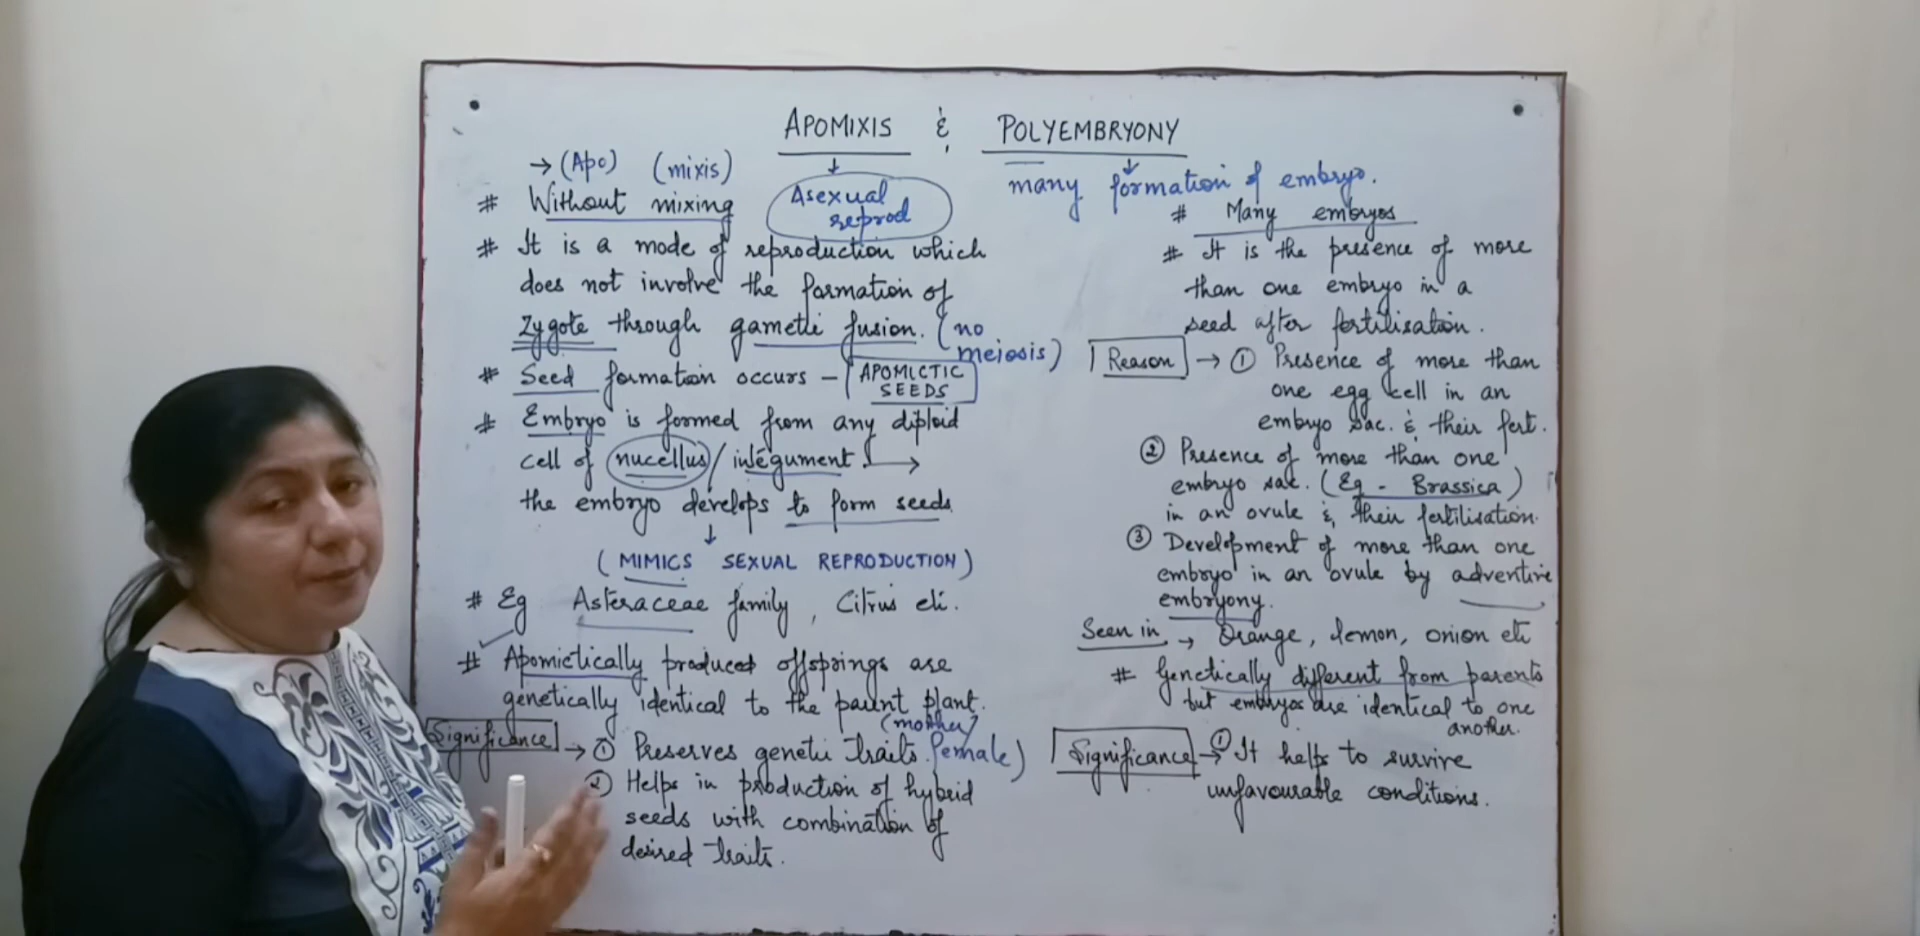 APOMIXIS & POLYEMBRYONY
→ (Apo) (mixis)
# Without mixing
Asexual
reprod
# It is a mode of reproduction which
does not involve the formation of
Zygote through gametic fusion. (no
meiosis)
# Seed formation occurs – APOMICTIC
SEEDS
# Embryo is formed from any diploid
cell of nucellus / integument →
the embryo develops to form seeds
↓
(MIMICS SEXUAL REPRODUCTION)
# Eg Asteraceae family, Citrus etc.
# Apomictically produced offsprings are
genetically identical to the parent plant.
(mother/
female)
Significance → ① Preserves genetic traits.
② Helps in production of hybrid
seeds with combination of
desired traits.
many formation of embryo.
# Many embryos
# It is the presence of more
than one embryo in a
seed after fertilisation.
Reason → ① Presence of more than
one egg cell in an
embryo sac. & their fert.
② Presence of more than one
embryo sac. (Eg - Brassica)
in an ovule & their fertilisation.
③ Development of more than one
embryo in an ovule by adventive
embryony.
Seen in → Orange, lemon, onion etc
# Genetically different from parents
but embryos are identical to one
another.
Significance → ① It helps to survive
unfavourable conditions.